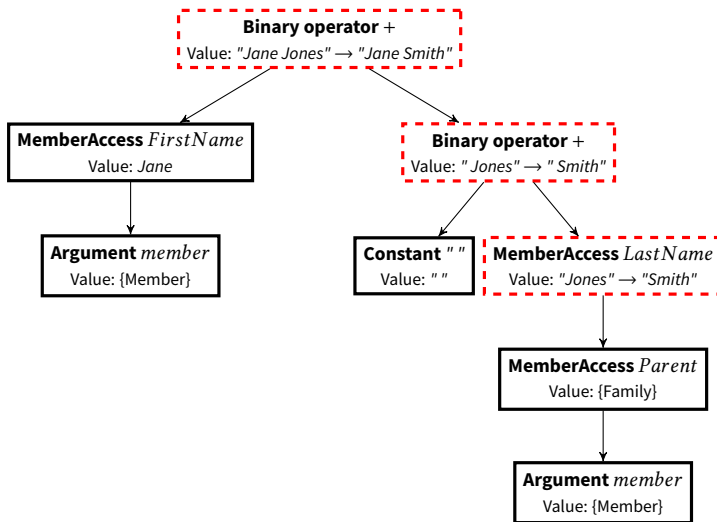 Binary operator +
Value: "Jane Jones" → "Jane Smith"
MemberAccess FirstName
Value: Jane
Binary operator +
Value: " Jones" → " Smith"
Argument member
Value: {Member}
Constant " "
Value: " "
MemberAccess LastName
Value: "Jones" → "Smith"
MemberAccess Parent
Value: {Family}
Argument member
Value: {Member}